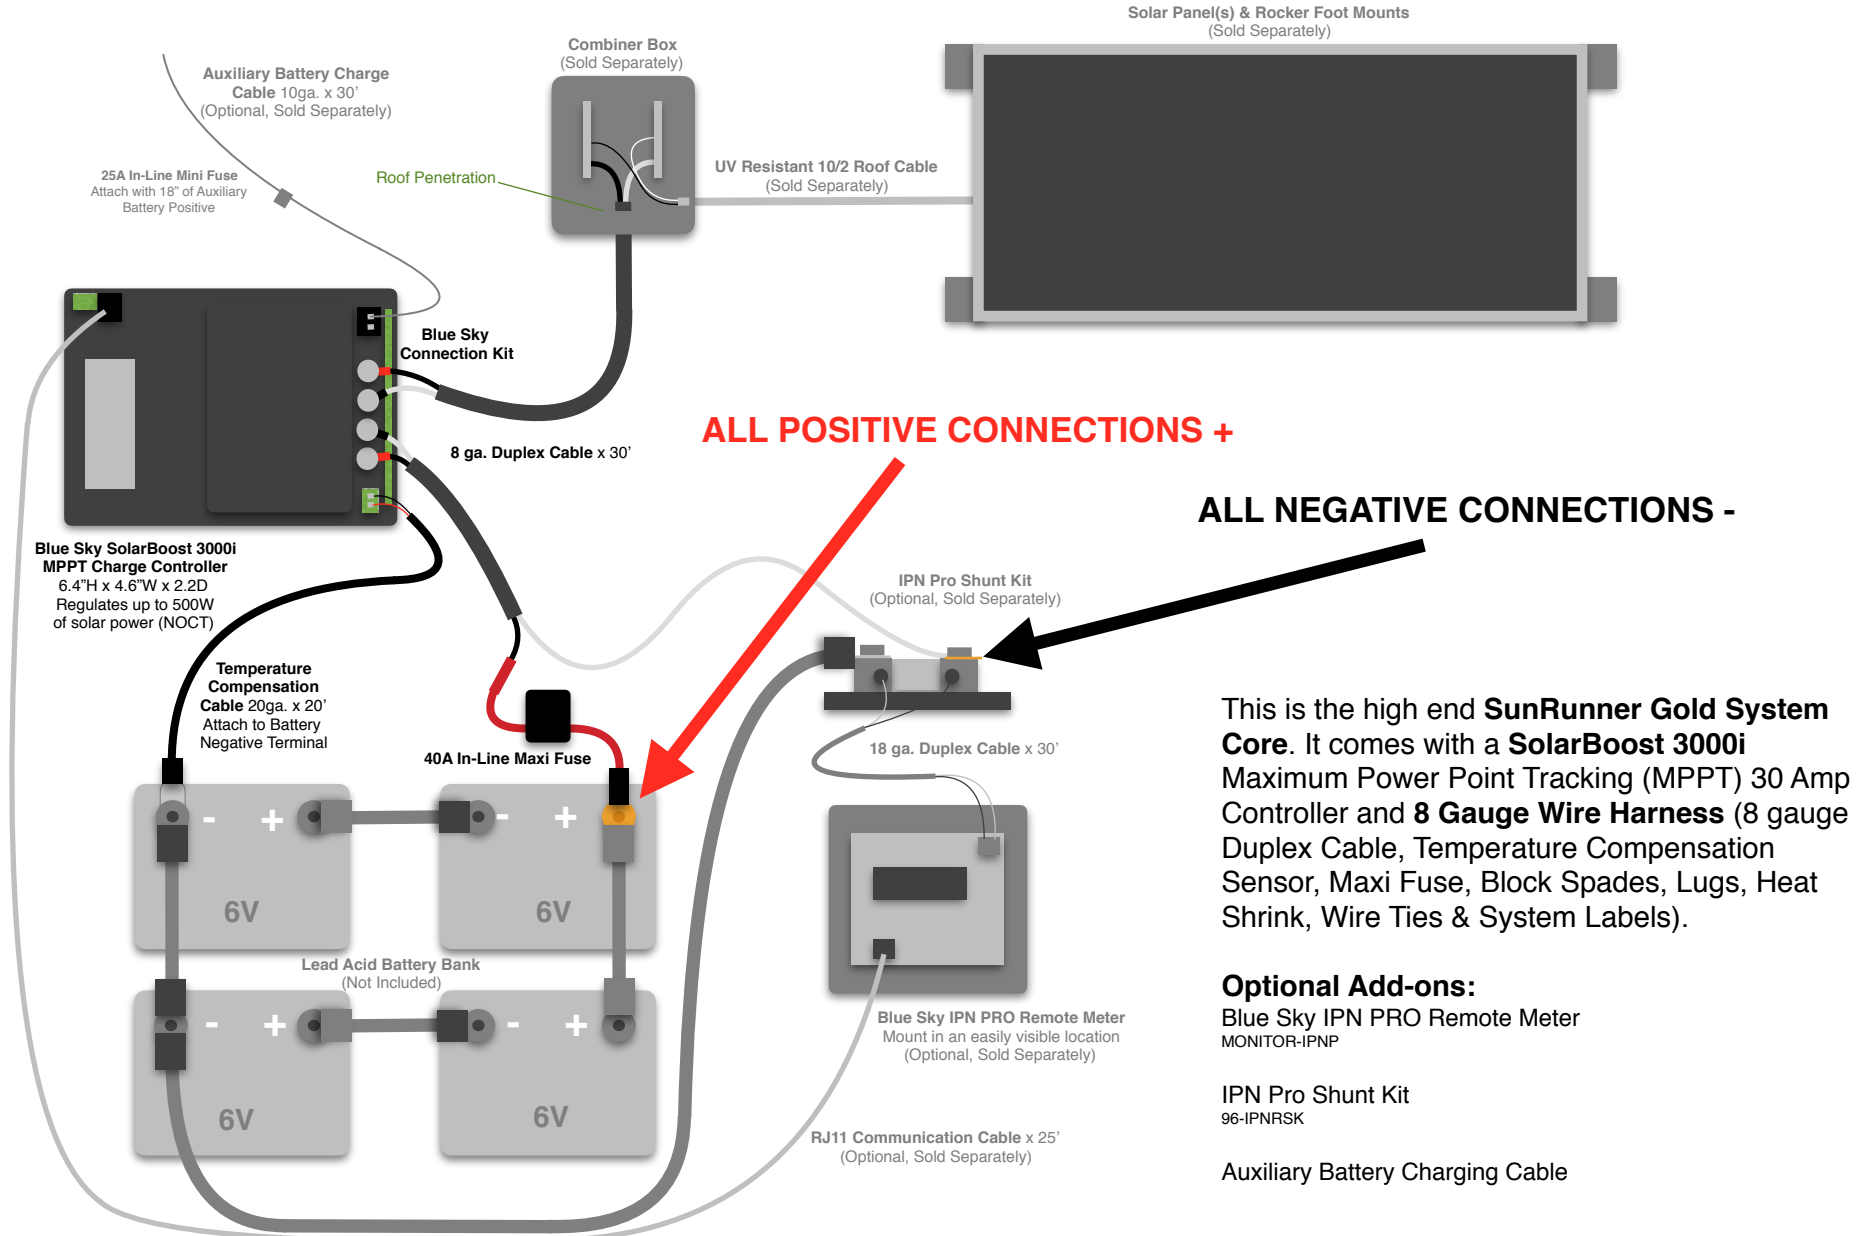 Solar Panel(s) & Rocker Foot Mounts
(Sold Separately)
Combiner Box
(Sold Separately)
Auxiliary Battery Charge
Cable 10ga. x 30’
(Optional, Sold Separately)
25A In-Line Mini Fuse
Attach with 18” of Auxiliary
Battery Positive
Roof Penetration
UV Resistant 10/2 Roof Cable
(Sold Separately)
Blue Sky
Connection Kit
8 ga. Duplex Cable x 30’
ALL POSITIVE CONNECTIONS +
ALL NEGATIVE CONNECTIONS -
Blue Sky SolarBoost 3000i
MPPT Charge Controller
6.4”H x 4.6”W x 2.2D
Regulates up to 500W
of solar power (NOCT)
IPN Pro Shunt Kit
(Optional, Sold Separately)
Temperature
Compensation
Cable 20ga. x 20’
Attach to Battery
Negative Terminal
40A In-Line Maxi Fuse
18 ga. Duplex Cable x 30’
- + - +
6V 6V
Lead Acid Battery Bank
(Not Included)
- + - +
6V 6V
Blue Sky IPN PRO Remote Meter
Mount in an easily visible location
(Optional, Sold Separately)
RJ11 Communication Cable x 25’
(Optional, Sold Separately)
This is the high end SunRunner Gold System
Core. It comes with a SolarBoost 3000i
Maximum Power Point Tracking (MPPT) 30 Amp
Controller and 8 Gauge Wire Harness (8 gauge
Duplex Cable, Temperature Compensation
Sensor, Maxi Fuse, Block Spades, Lugs, Heat
Shrink, Wire Ties & System Labels).
Optional Add-ons:
Blue Sky IPN PRO Remote Meter
MONITOR-IPNP
IPN Pro Shunt Kit
96-IPNRSK
Auxiliary Battery Charging Cable